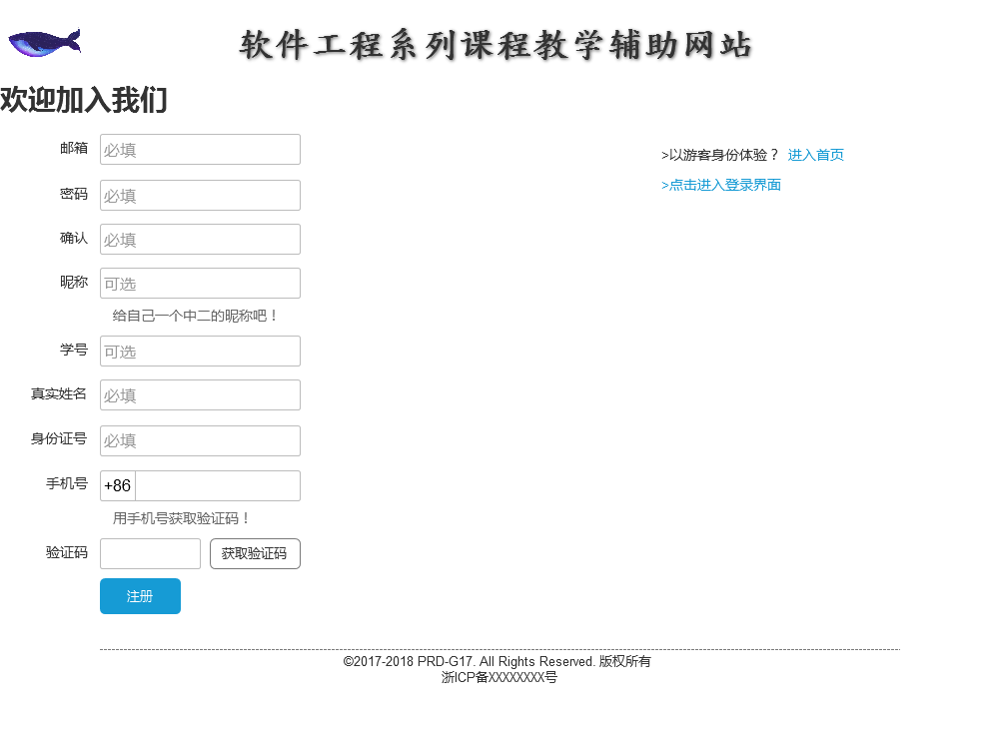 软件工程系列课程教学辅助网站
欢迎加入我们
邮箱 必填
>以游客身份体验？ 进入首页
密码 必填
>点击进入登录界面
确认 必填
昵称 可选
给自己一个中二的昵称吧！
学号 可选
真实姓名 必填
身份证号 必填
手机号 +86
用手机号获取验证码！
验证码 获取验证码
注册
©2017-2018 PRD-G17. All Rights Reserved. 版权所有
浙ICP备XXXXXXXX号